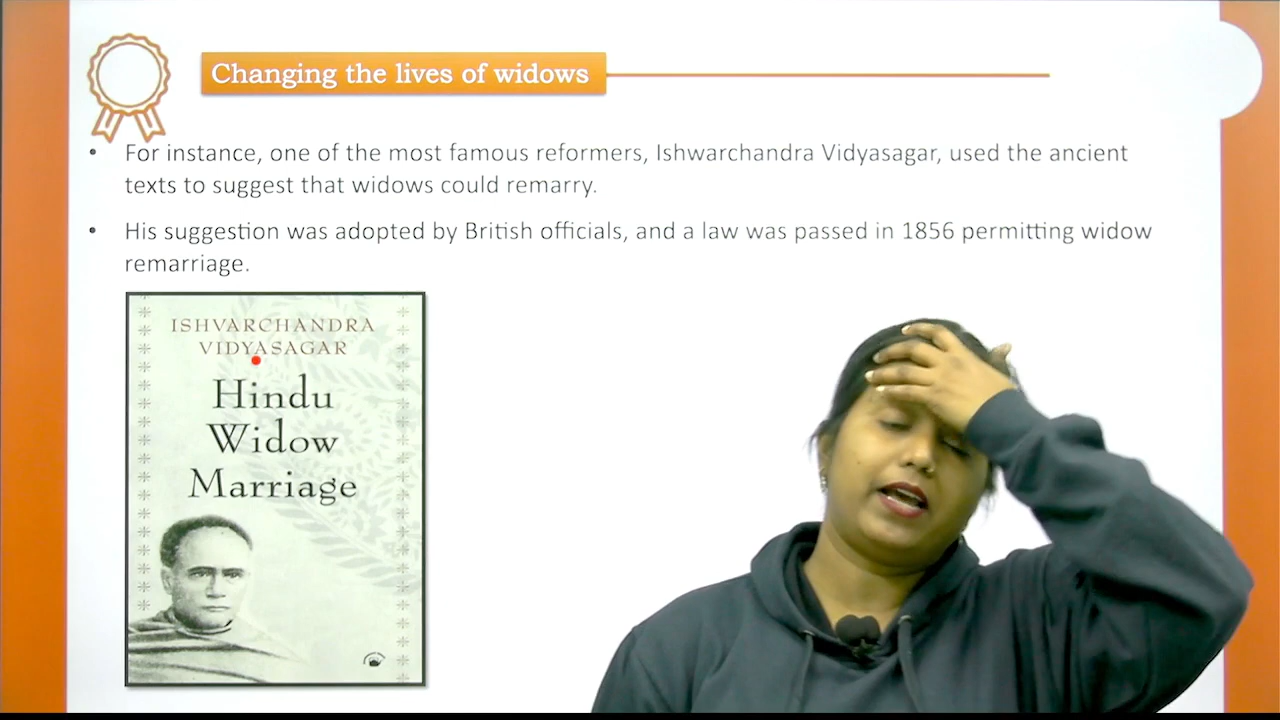 Changing the lives of widows
• For instance, one of the most famous reformers, Ishwarchandra Vidyasagar, used the ancient
texts to suggest that widows could remarry.
• His suggestion was adopted by British officials, and a law was passed in 1856 permitting widow
remarriage.
ISHVARCHANDRA
VIDYASAGAR
Hindu
Widow
Marriage